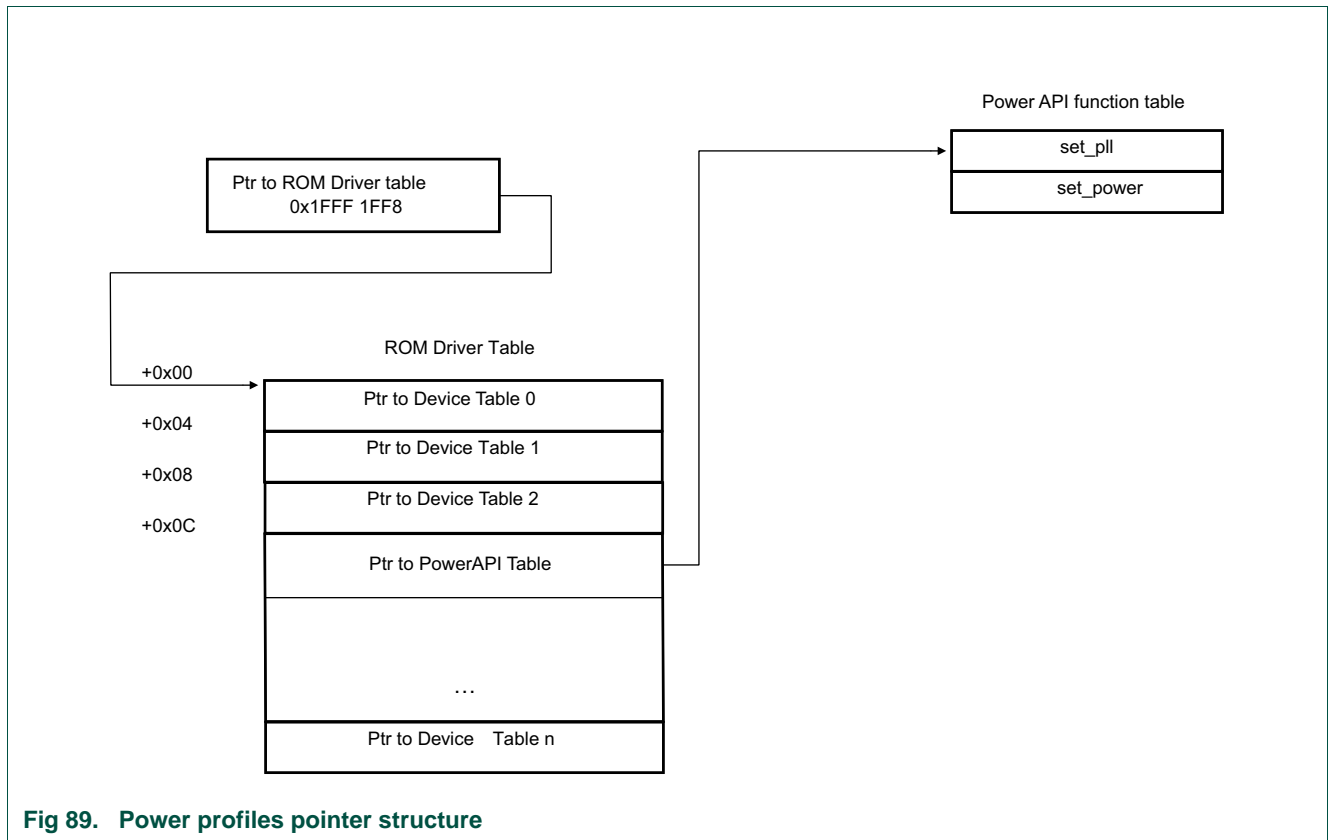 Power API function table
set_pll
set_power
Ptr to ROM Driver table
0x1FFF 1FF8
ROM Driver Table
+0x00
Ptr to Device Table 0
+0x04
Ptr to Device Table 1
+0x08
Ptr to Device Table 2
+0x0C
Ptr to PowerAPI Table
...
Ptr to Device Table n
Fig 89. Power profiles pointer structure